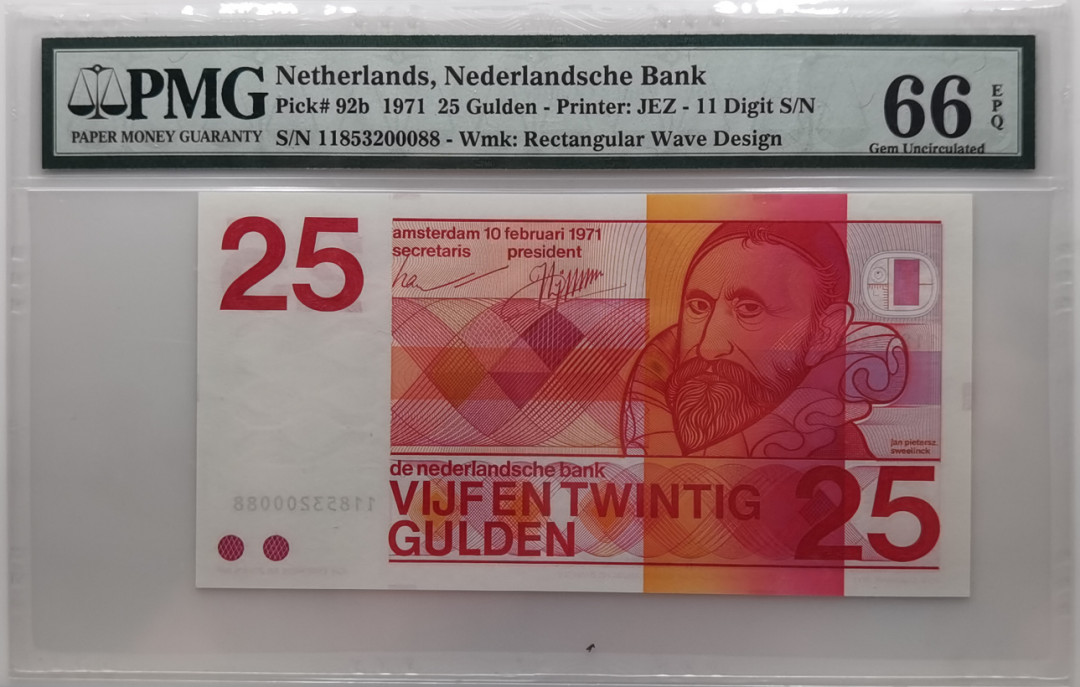 PMG
PAPER MONEY GUARANTY
Netherlands, Nederlandsche Bank
Pick# 92b 1971 25 Gulden - Printer: JEZ - 11 Digit S/N
S/N 11853200088 - Wmk: Rectangular Wave Design
66
EPQ
Gem Uncirculated
25
amsterdam 10 februari 1971
secretaris president
jan pietersz.
sweelinck
de nederlandsche bank
VIJF EN TWINTIG
GULDEN
25
11853200088